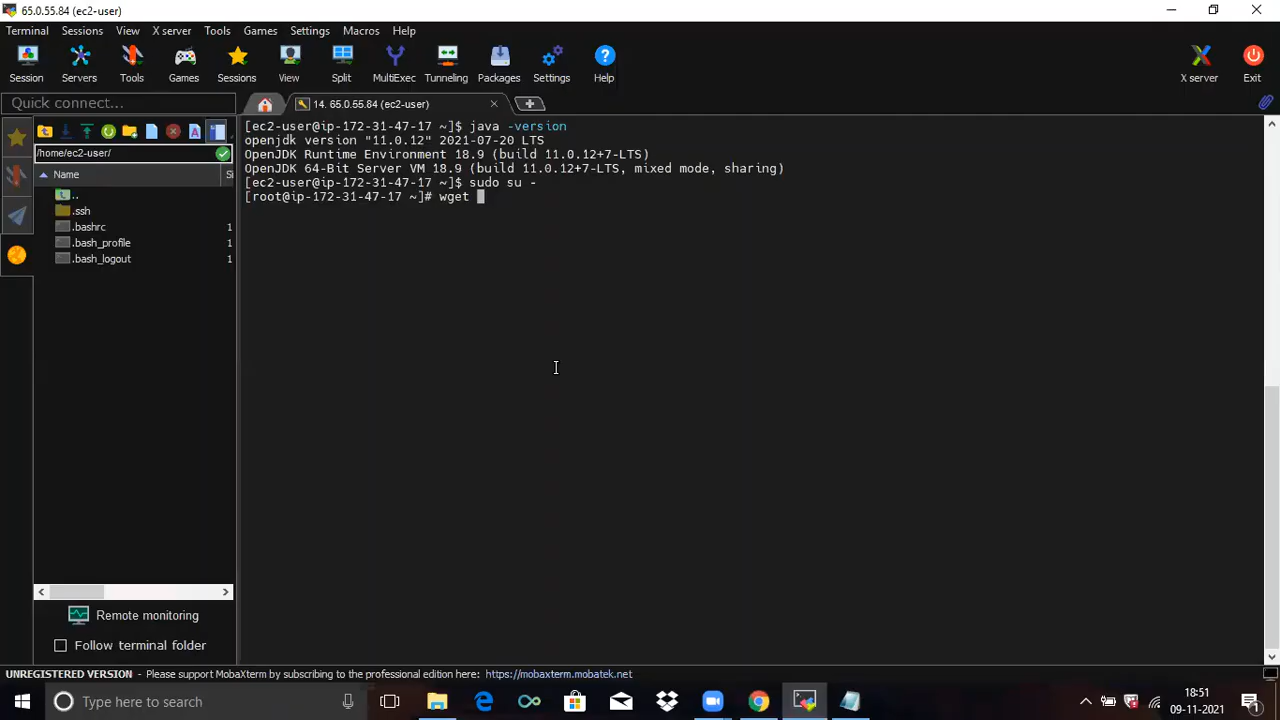 65.0.55.84 (ec2-user)
Terminal Sessions View X server Tools Games Settings Macros Help
Session Servers Tools Games Sessions View Split MultiExec Tunneling Packages Settings Help X server Exit
Quick connect...
14. 65.0.55.84 (ec2-user)
/home/ec2-user/
Name Si
..
.ssh
.bashrc 1
.bash_profile 1
.bash_logout 1
[ec2-user@ip-172-31-47-17 ~]$ java -version
openjdk version "11.0.12" 2021-07-20 LTS
OpenJDK Runtime Environment 18.9 (build 11.0.12+7-LTS)
OpenJDK 64-Bit Server VM 18.9 (build 11.0.12+7-LTS, mixed mode, sharing)
[ec2-user@ip-172-31-47-17 ~]$ sudo su -
[root@ip-172-31-47-17 ~]# wget
Remote monitoring
Follow terminal folder
UNREGISTERED VERSION - Please support MobaXterm by subscribing to the professional edition here: https://mobaxterm.mobatek.net
Type here to search
18:51
09-11-2021
1